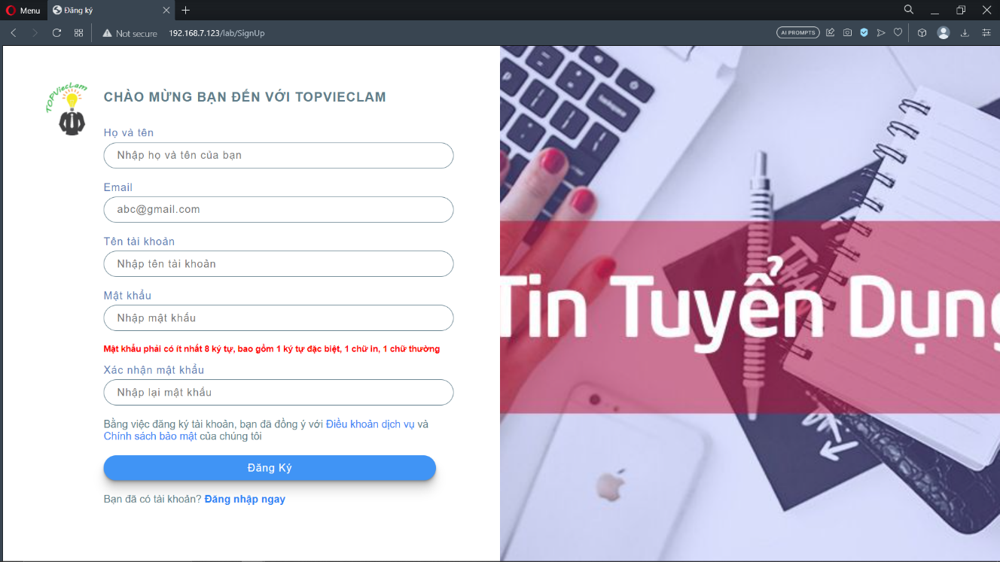 Menu
Đăng ký
Not secure
192.168.7.123/lab/SignUp
AI PROMPTS
TOPViecLam
CHÀO MỪNG BẠN ĐẾN VỚI TOPVIECLAM
Họ và tên
Nhập họ và tên của bạn
Email
abc@gmail.com
Tên tài khoản
Nhập tên tài khoản
Mật khẩu
Nhập mật khẩu
Mật khẩu phải có ít nhất 8 ký tự, bao gồm 1 ký tự đặc biệt, 1 chữ in, 1 chữ thường
Xác nhận mật khẩu
Nhập lại mật khẩu
Bằng việc đăng ký tài khoản, bạn đã đồng ý với Điều khoản dịch vụ và
Chính sách bảo mật của chúng tôi
Đăng Ký
Bạn đã có tài khoản? Đăng nhập ngay
Tin Tuyển Dụng